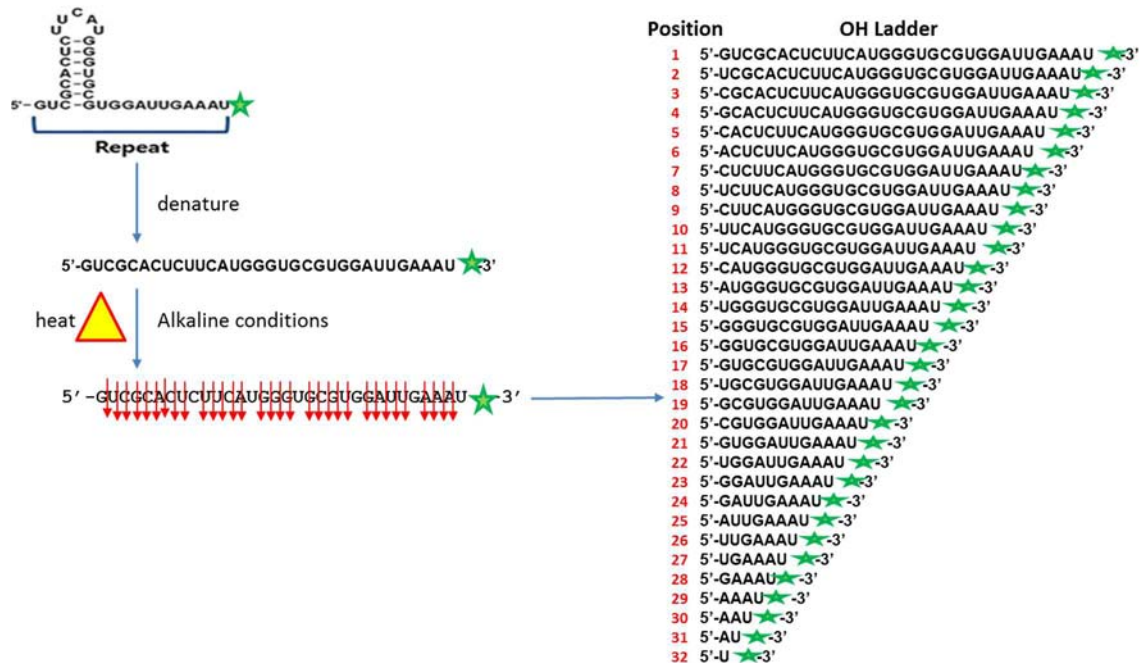 C
U A
U U
C–G
U G
C–G
A–U
C–G
G–C
5'– G U C – G U G G A U U G A A A U
Repeat
denature
5'-GUCGCACUCUUCAUGGGUGCGUGGAUUGAAAU -3'
heat
Alkaline conditions
5' -GUCGCACUCUUCAUGGGUGCGUGGAUUGAAAU -3'
Position OH Ladder
1 5'-GUCGCACUCUUCAUGGGUGCGUGGAUUGAAAU -3'
2 5'-UCGCACUCUUCAUGGGUGCGUGGAUUGAAAU -3'
3 5'-CGCACUCUUCAUGGGUGCGUGGAUUGAAAU -3'
4 5'-GCACUCUUCAUGGGUGCGUGGAUUGAAAU -3'
5 5'-CACUCUUCAUGGGUGCGUGGAUUGAAAU -3'
6 5'-ACUCUUCAUGGGUGCGUGGAUUGAAAU -3'
7 5'-CUCUUCAUGGGUGCGUGGAUUGAAAU -3'
8 5'-UCUUCAUGGGUGCGUGGAUUGAAAU -3'
9 5'-CUUCAUGGGUGCGUGGAUUGAAAU -3'
10 5'-UUCAUGGGUGCGUGGAUUGAAAU -3'
11 5'-UCAUGGGUGCGUGGAUUGAAAU -3'
12 5'-CAUGGGUGCGUGGAUUGAAAU -3'
13 5'-AUGGGUGCGUGGAUUGAAAU -3'
14 5'-UGGGUGCGUGGAUUGAAAU -3'
15 5'-GGGUGCGUGGAUUGAAAU -3'
16 5'-GGUGCGUGGAUUGAAAU -3'
17 5'-GUGCGUGGAUUGAAAU -3'
18 5'-UGCGUGGAUUGAAAU -3'
19 5'-GCGUGGAUUGAAAU -3'
20 5'-CGUGGAUUGAAAU -3'
21 5'-GUGGAUUGAAAU -3'
22 5'-UGGAUUGAAAU -3'
23 5'-GGAUUGAAAU -3'
24 5'-GAUUGAAAU -3'
25 5'-AUUGAAAU -3'
26 5'-UUGAAAU -3'
27 5'-UGAAAU -3'
28 5'-GAAAU -3'
29 5'-AAAU -3'
30 5'-AAU -3'
31 5'-AU -3'
32 5'-U -3'